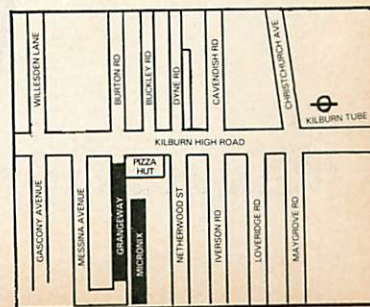 WILLESDEN LANE
BURTON RD
BUCKLEY RD
DYNE RD
CAVENDISH RD
CHRISTCHURCH AVE
KILBURN TUBE
KILBURN HIGH ROAD
GASCONY AVENUE
MESSINA AVENUE
GRANGEWAY
PIZZA
HUT
MICRONIX
NETHERWOOD ST
IVERSON RD
LOVERIDGE RD
MAYGROVE RD